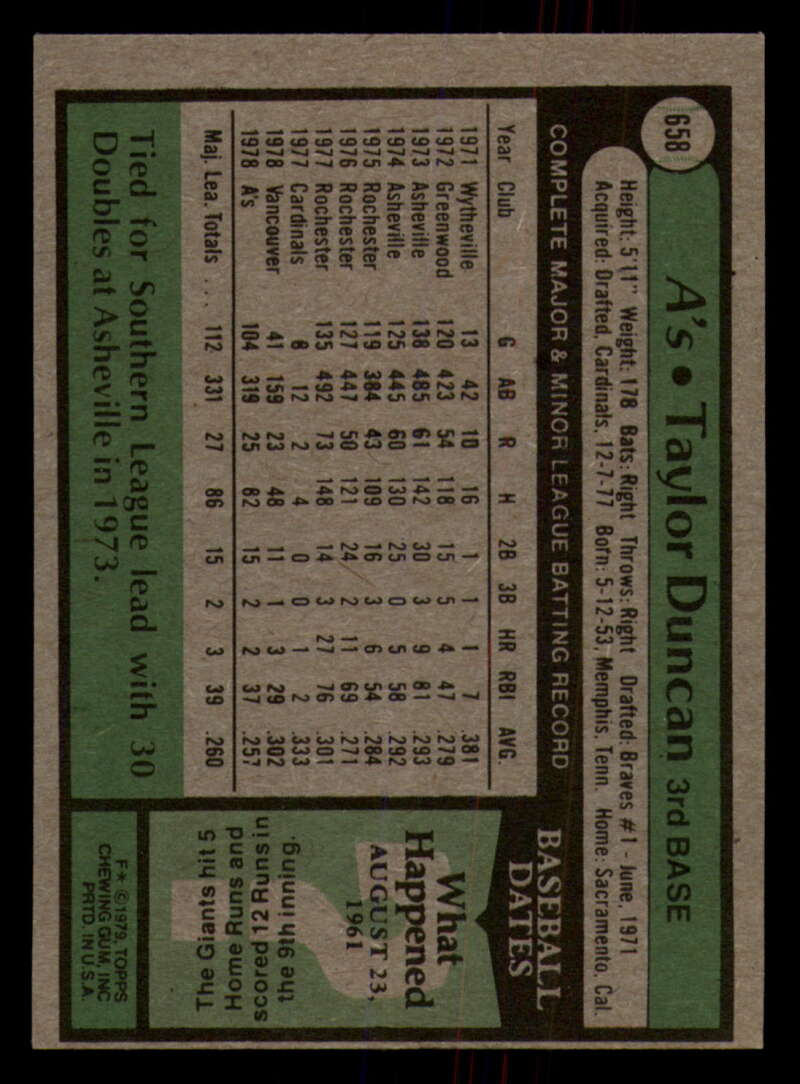 658
A's • Taylor Duncan 3rd BASE
Height: 5'11" Weight: 178 Bats: Right Throws: Right Drafted: Braves #1 - June, 1971
Acquired: Drafted, Cardinals, 12-7-77 Born: 5-12-53, Memphis, Tenn. Home: Sacramento, Cal.
COMPLETE MAJOR & MINOR LEAGUE BATTING RECORD
Year Club G AB R H 2B 3B HR RBI AVG.
1971 Wytheville 13 42 10 16 1 1 1 7 .381
1972 Greenwood 120 423 54 118 15 5 4 47 .279
1973 Asheville 138 485 61 142 30 3 9 81 .293
1974 Asheville 125 445 60 130 25 0 5 58 .292
1975 Rochester 119 384 43 109 16 3 6 54 .284
1976 Rochester 127 447 50 121 24 2 11 69 .271
1977 Rochester 135 492 73 148 14 3 27 76 .301
1977 Cardinals 8 12 2 4 0 0 1 2 .333
1978 Vancouver 41 159 23 48 11 1 3 29 .302
1978 A's 104 319 25 82 15 2 2 37 .257
Maj. Lea. Totals . . . 112 331 27 86 15 2 3 39 .260
Tied for Southern League lead with 30
Doubles at Asheville in 1973.
BASEBALL
DATES
What
Happened
AUGUST 23,
1961
The Giants hit 5
Home Runs and
scored 12 Runs in
the 9th inning.
F* © 1979, TOPPS
CHEWING GUM, INC
PRTD. IN U.S.A.